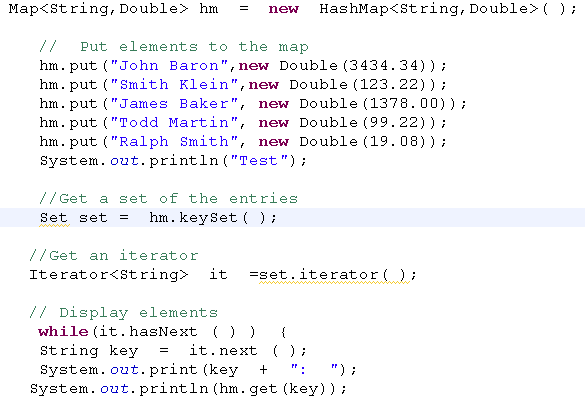 Map<String,Double> hm = new HashMap<String,Double>( );
// Put elements to the map
hm.put("John Baron",new Double(3434.34));
hm.put("Smith Klein",new Double(123.22));
hm.put("James Baker", new Double(1378.00));
hm.put("Todd Martin", new Double(99.22));
hm.put("Ralph Smith", new Double(19.08));
System.out.println("Test");
//Get a set of the entries
Set set = hm.keySet( );
//Get an iterator
Iterator<String> it =set.iterator( );
// Display elements
while(it.hasNext ( ) ) {
String key = it.next ( );
System.out.print(key + ": ");
System.out.println(hm.get(key));